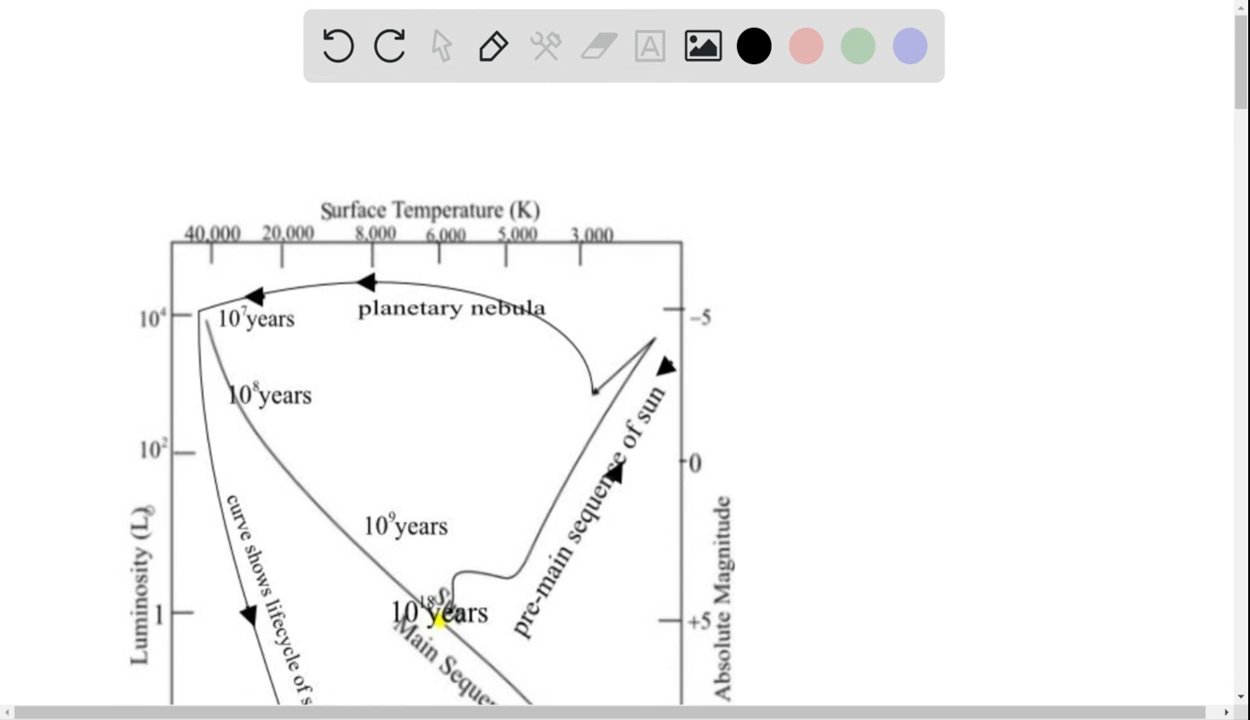 A
Surface Temperature (K)
40,000 20,000 8,000 6,000 5,000 3,000
planetary nebula
10⁴
10⁷years
–5
10⁸years
10²
0
pre-main sequence of sun
curve shows lifecycle of s
10⁹years
Luminosity (L
Absolute Magnitude
1
10¹⁸years
Sun
+5
Main Seque